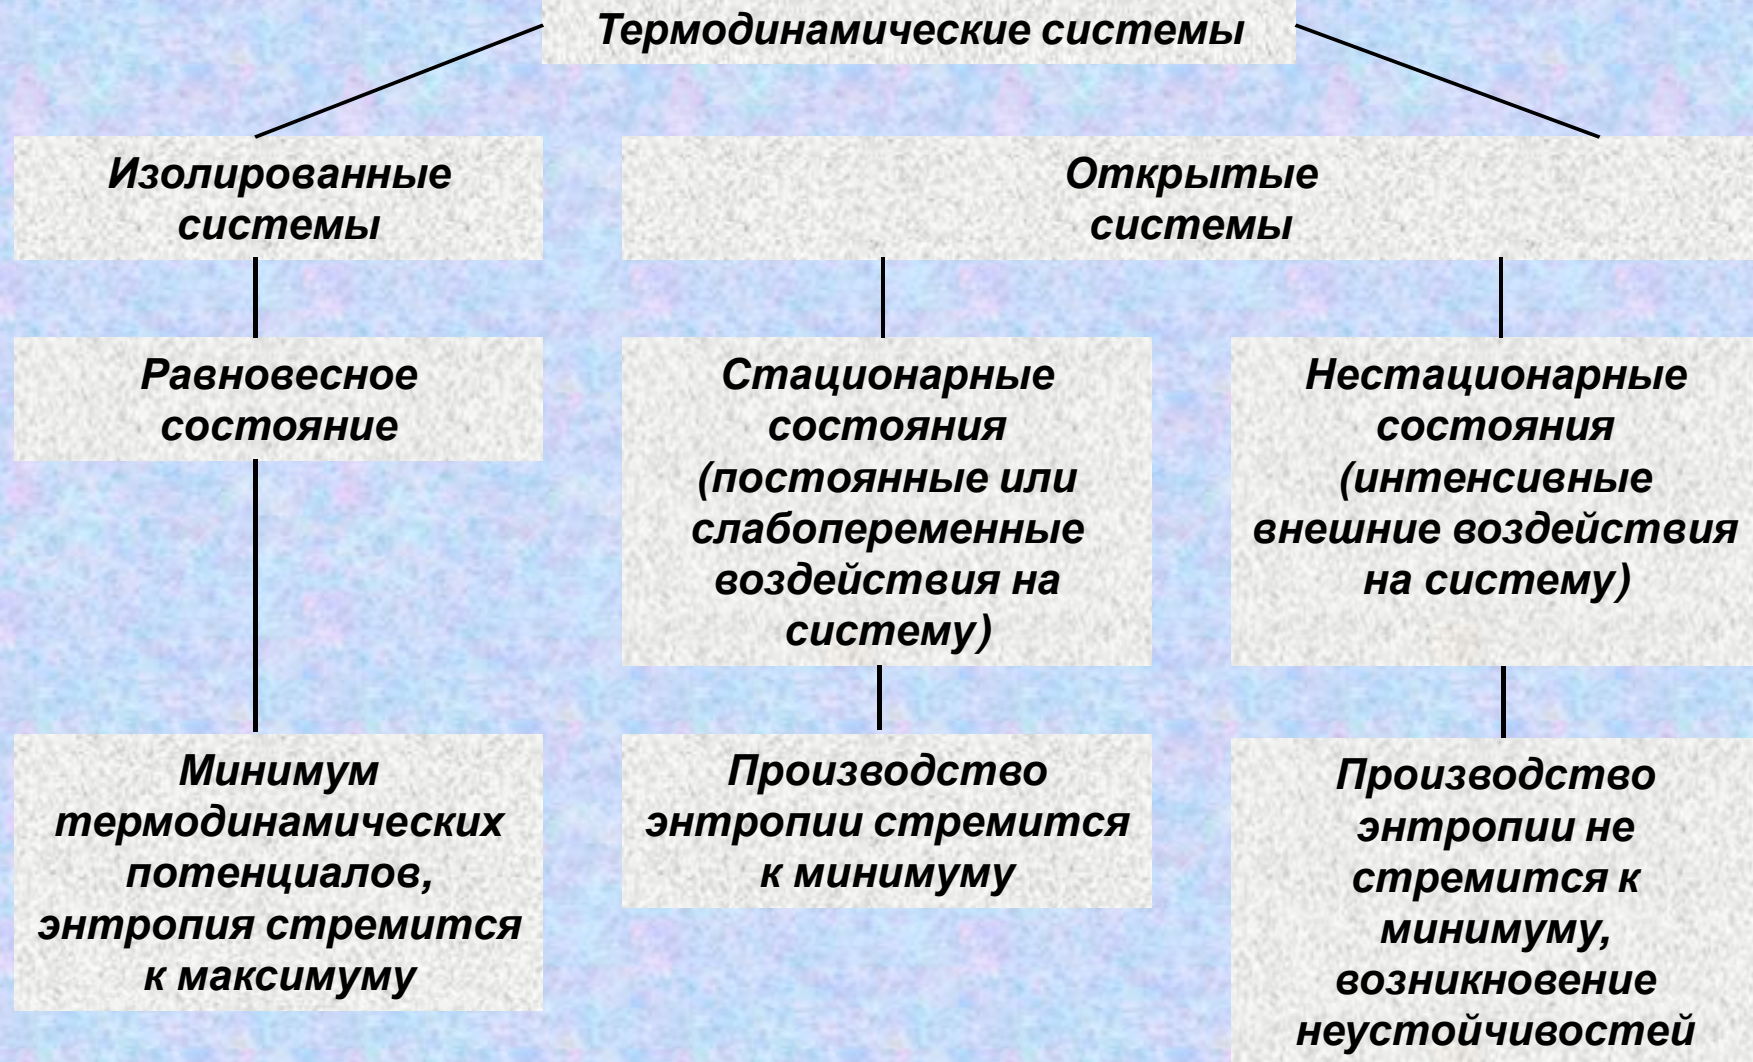 Термодинамические системы
Изолированные
системы
Открытые
системы
Равновесное
состояние
Стационарные
состояния
(постоянные или
слабопеременные
воздействия на
систему)
Нестационарные
состояния
(интенсивные
внешние воздействия
на систему)
Минимум
термодинамических
потенциалов,
энтропия стремится
к максимуму
Производство
энтропии стремится
к минимуму
Производство
энтропии не
стремится к
минимуму,
возникновение
неустойчивостей